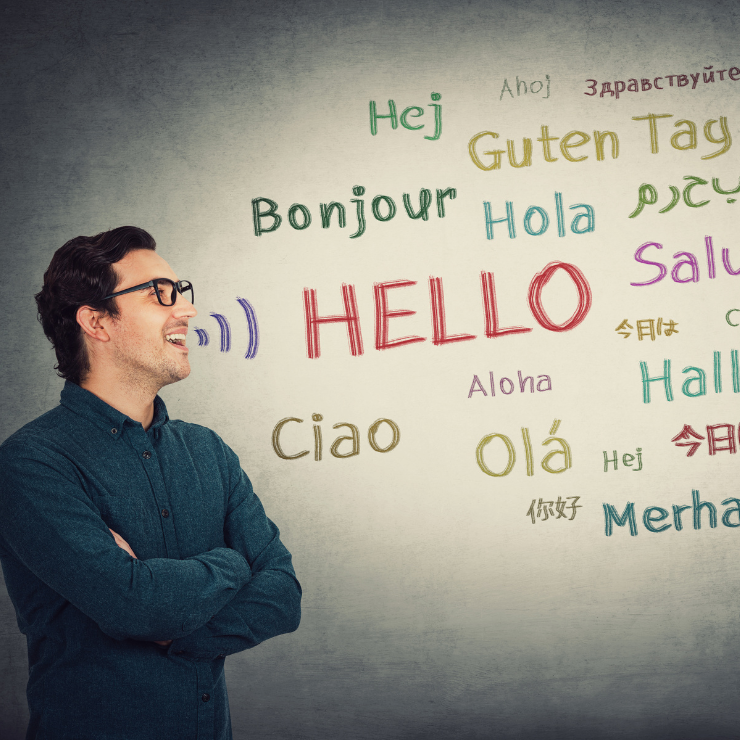 Ahoj
Здравствуйте
Hej
Guten Tag
Bonjour
Hola
Salu
HELLO
今日は
Hall
Aloha
Ciao
Olá
Hej
今日
你好
Merha